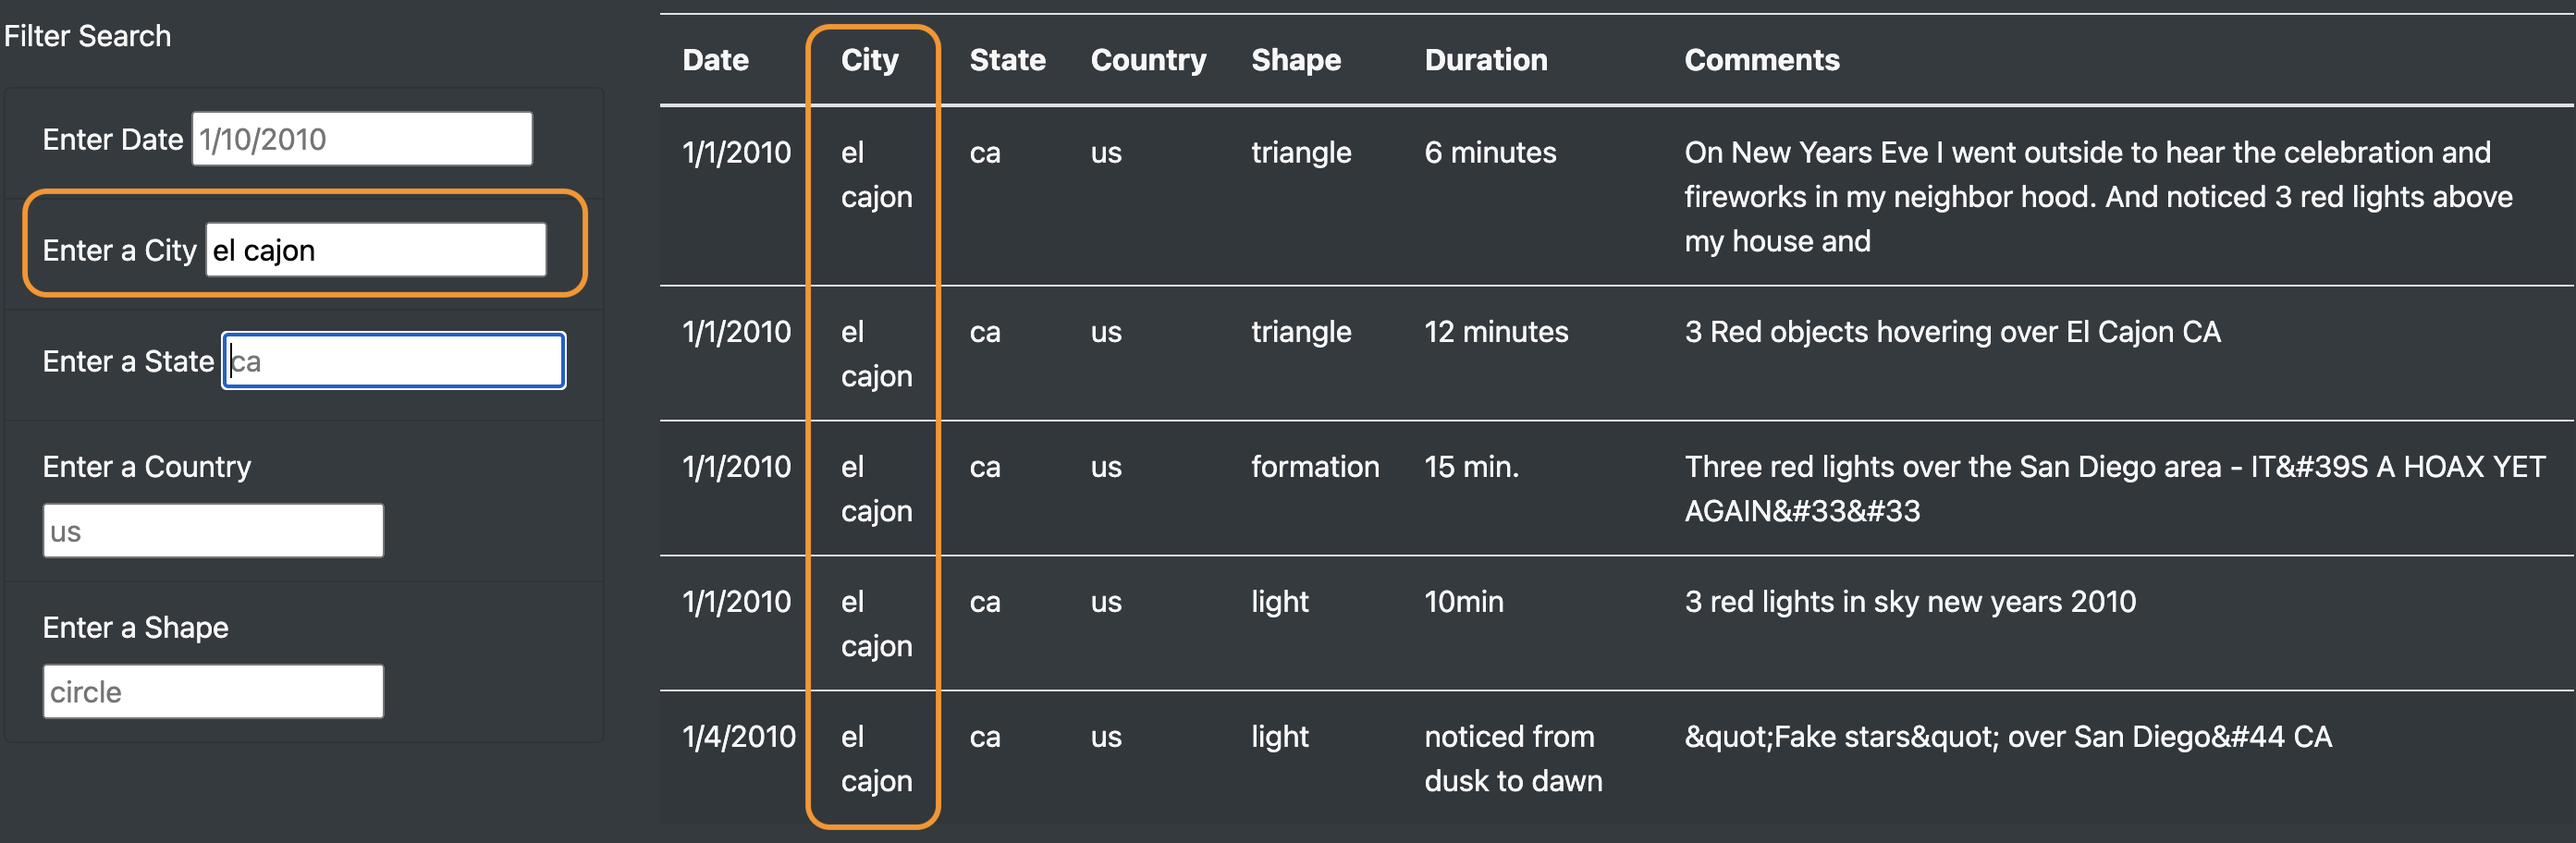 Filter Search
Enter Date 1/10/2010
Enter a City el cajon
Enter a State ca
Enter a Country
us
Enter a Shape
circle
Date City State Country Shape Duration Comments
1/1/2010 el ca us triangle 6 minutes On New Years Eve I went outside to hear the celebration and
cajon fireworks in my neighbor hood. And noticed 3 red lights above
my house and
1/1/2010 el ca us triangle 12 minutes 3 Red objects hovering over El Cajon CA
cajon
1/1/2010 el ca us formation 15 min. Three red lights over the San Diego area - IT&#39S A HOAX YET
cajon AGAIN&#33&#33
1/1/2010 el ca us light 10min 3 red lights in sky new years 2010
cajon
1/4/2010 el ca us light noticed from &quot;Fake stars&quot; over San Diego&#44 CA
cajon dusk to dawn